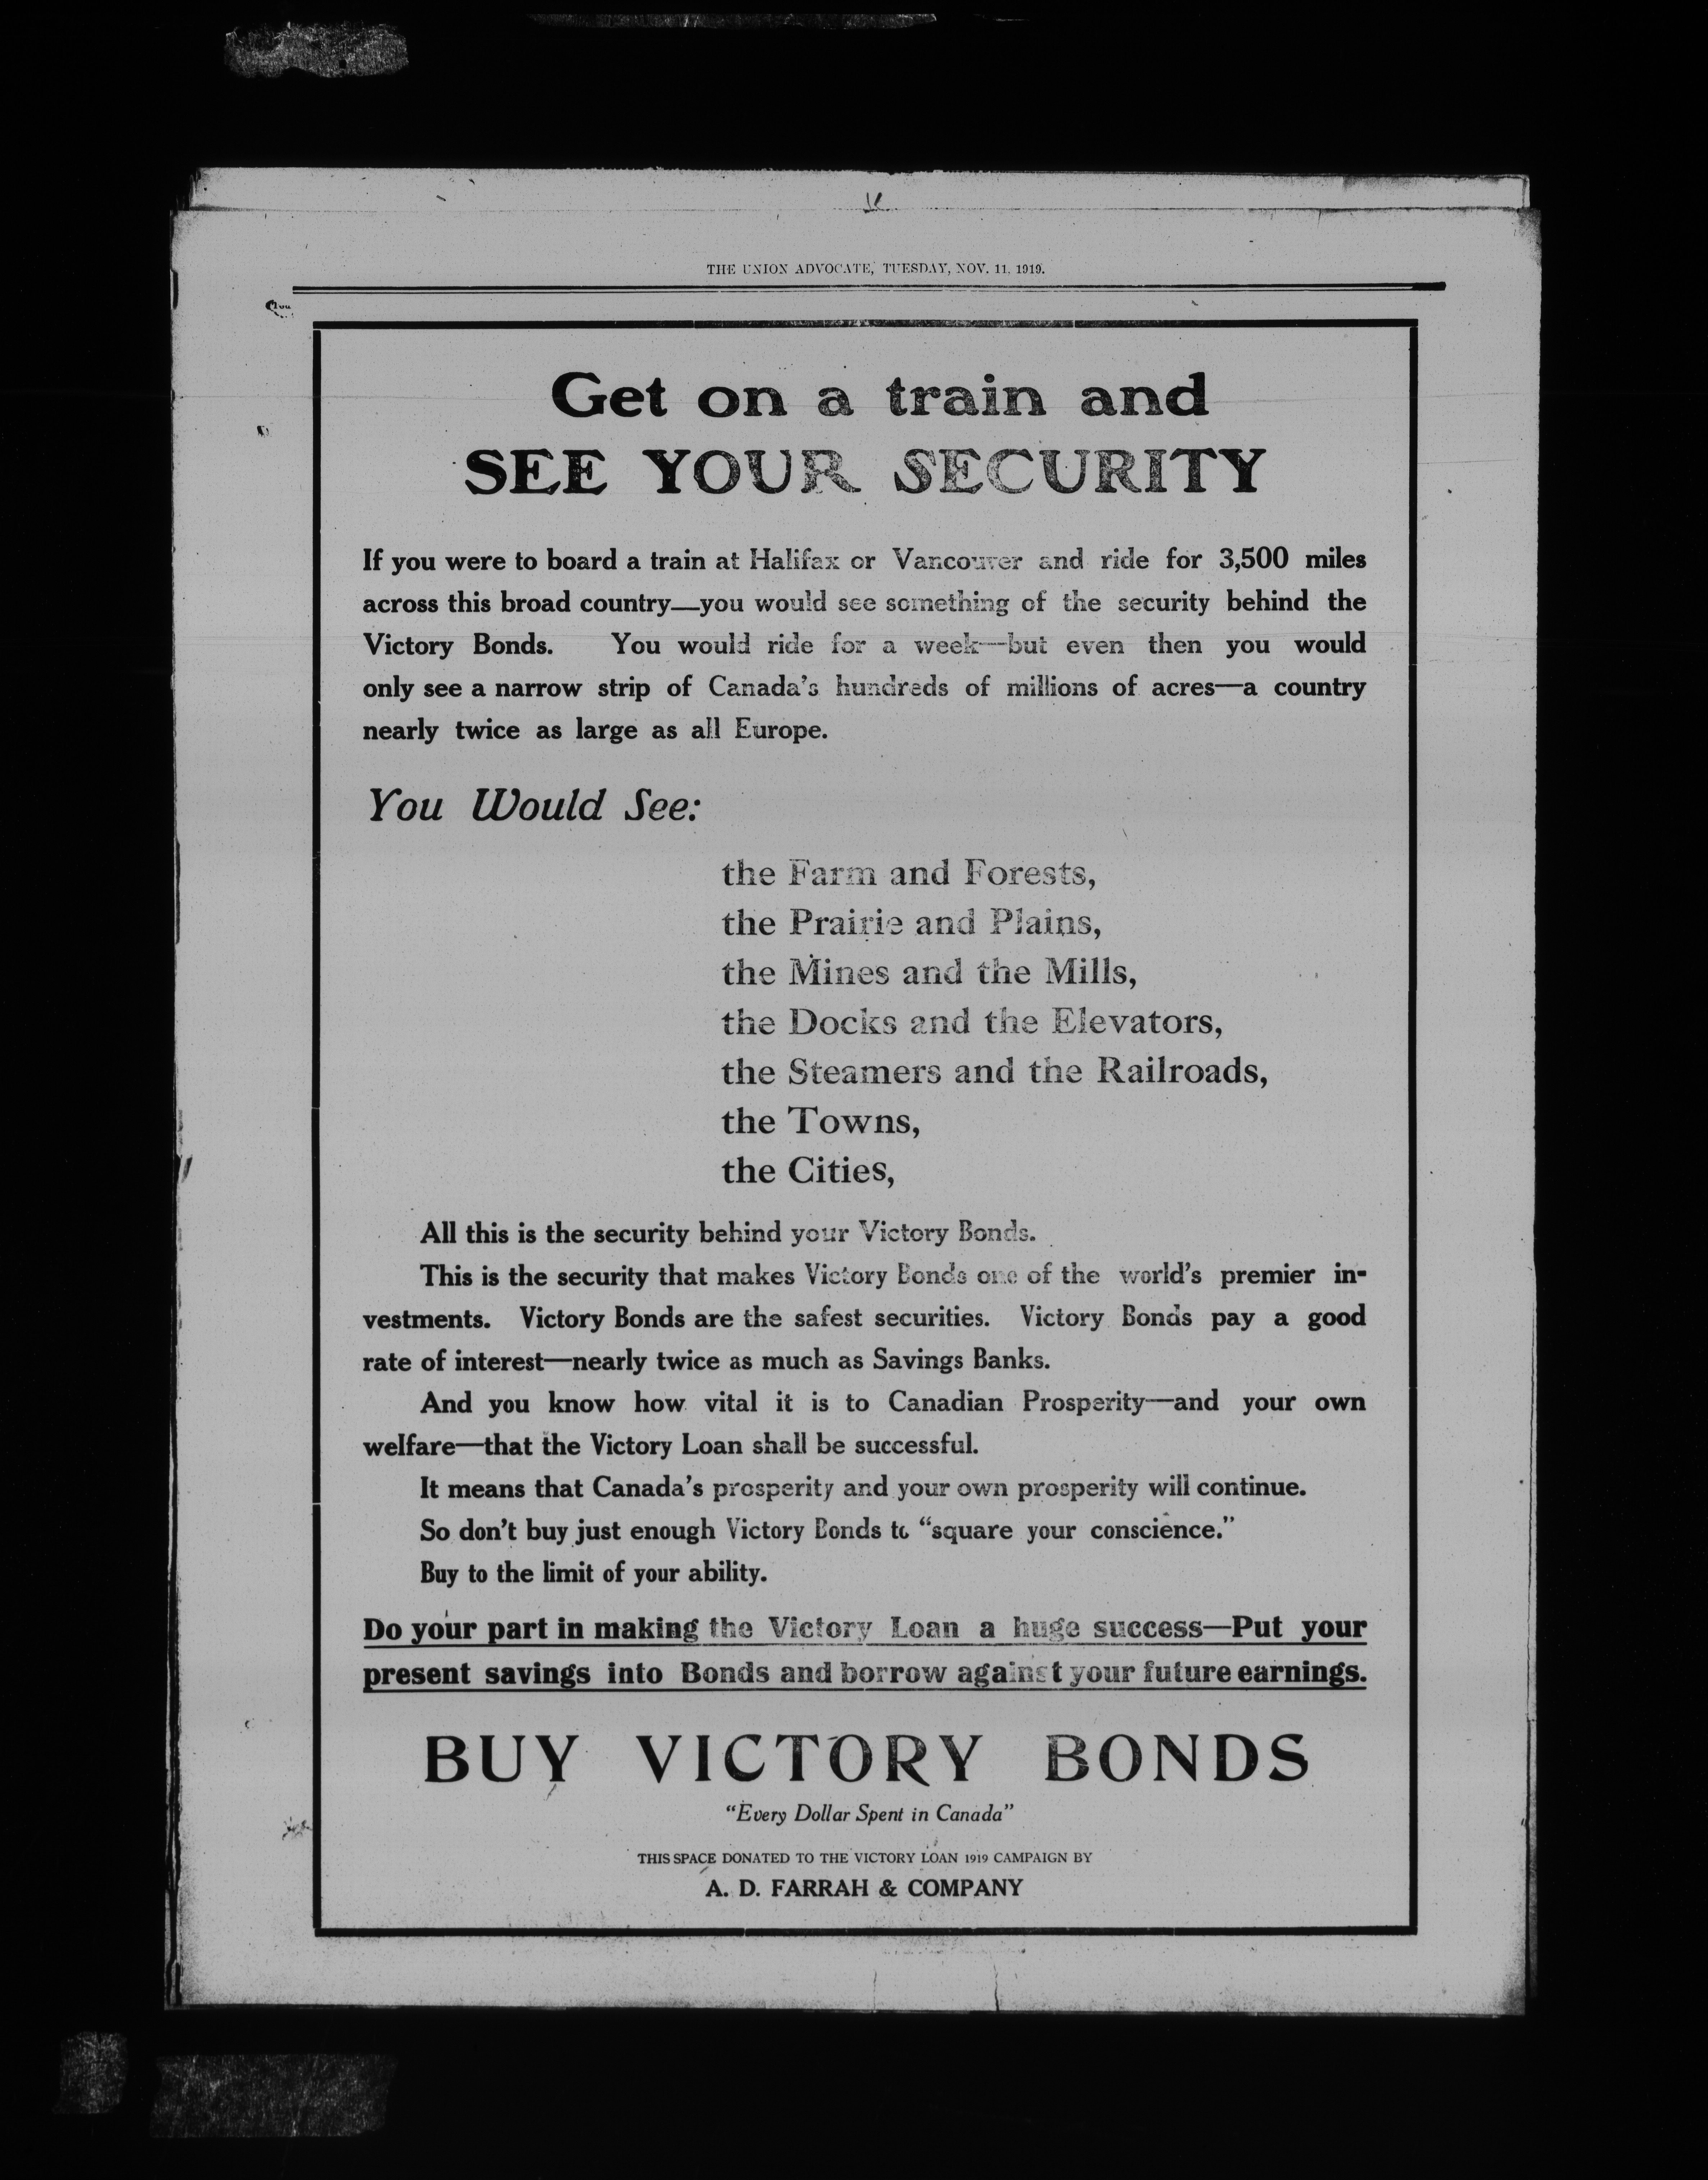 THE UNION ADVOCATE, TUESDAY, NOV. 11, 1919.
Get on a train and
SEE YOUR SECURITY
If you were to board a train at Halifax or Vancouver and ride for 3,500 miles
across this broad country—you would see something of the security behind the
Victory Bonds. You would ride for a week—but even then you would
only see a narrow strip of Canada's hundreds of millions of acres—a country
nearly twice as large as all Europe.
You Would See:
the Farm and Forests,
the Prairie and Plains,
the Mines and the Mills,
the Docks and the Elevators,
the Steamers and the Railroads,
the Towns,
the Cities,
All this is the security behind your Victory Bonds.
This is the security that makes Victory Bonds one of the world's premier in-
vestments. Victory Bonds are the safest securities. Victory Bonds pay a good
rate of interest—nearly twice as much as Savings Banks.
And you know how vital it is to Canadian Prosperity—and your own
welfare—that the Victory Loan shall be successful.
It means that Canada's prosperity and your own prosperity will continue.
So don't buy just enough Victory Bonds to "square your conscience."
Buy to the limit of your ability.
Do your part in making the Victory Loan a huge success—Put your
present savings into Bonds and borrow against your future earnings.
BUY VICTORY BONDS
"Every Dollar Spent in Canada"
THIS SPACE DONATED TO THE VICTORY LOAN 1919 CAMPAIGN BY
A. D. FARRAH & COMPANY